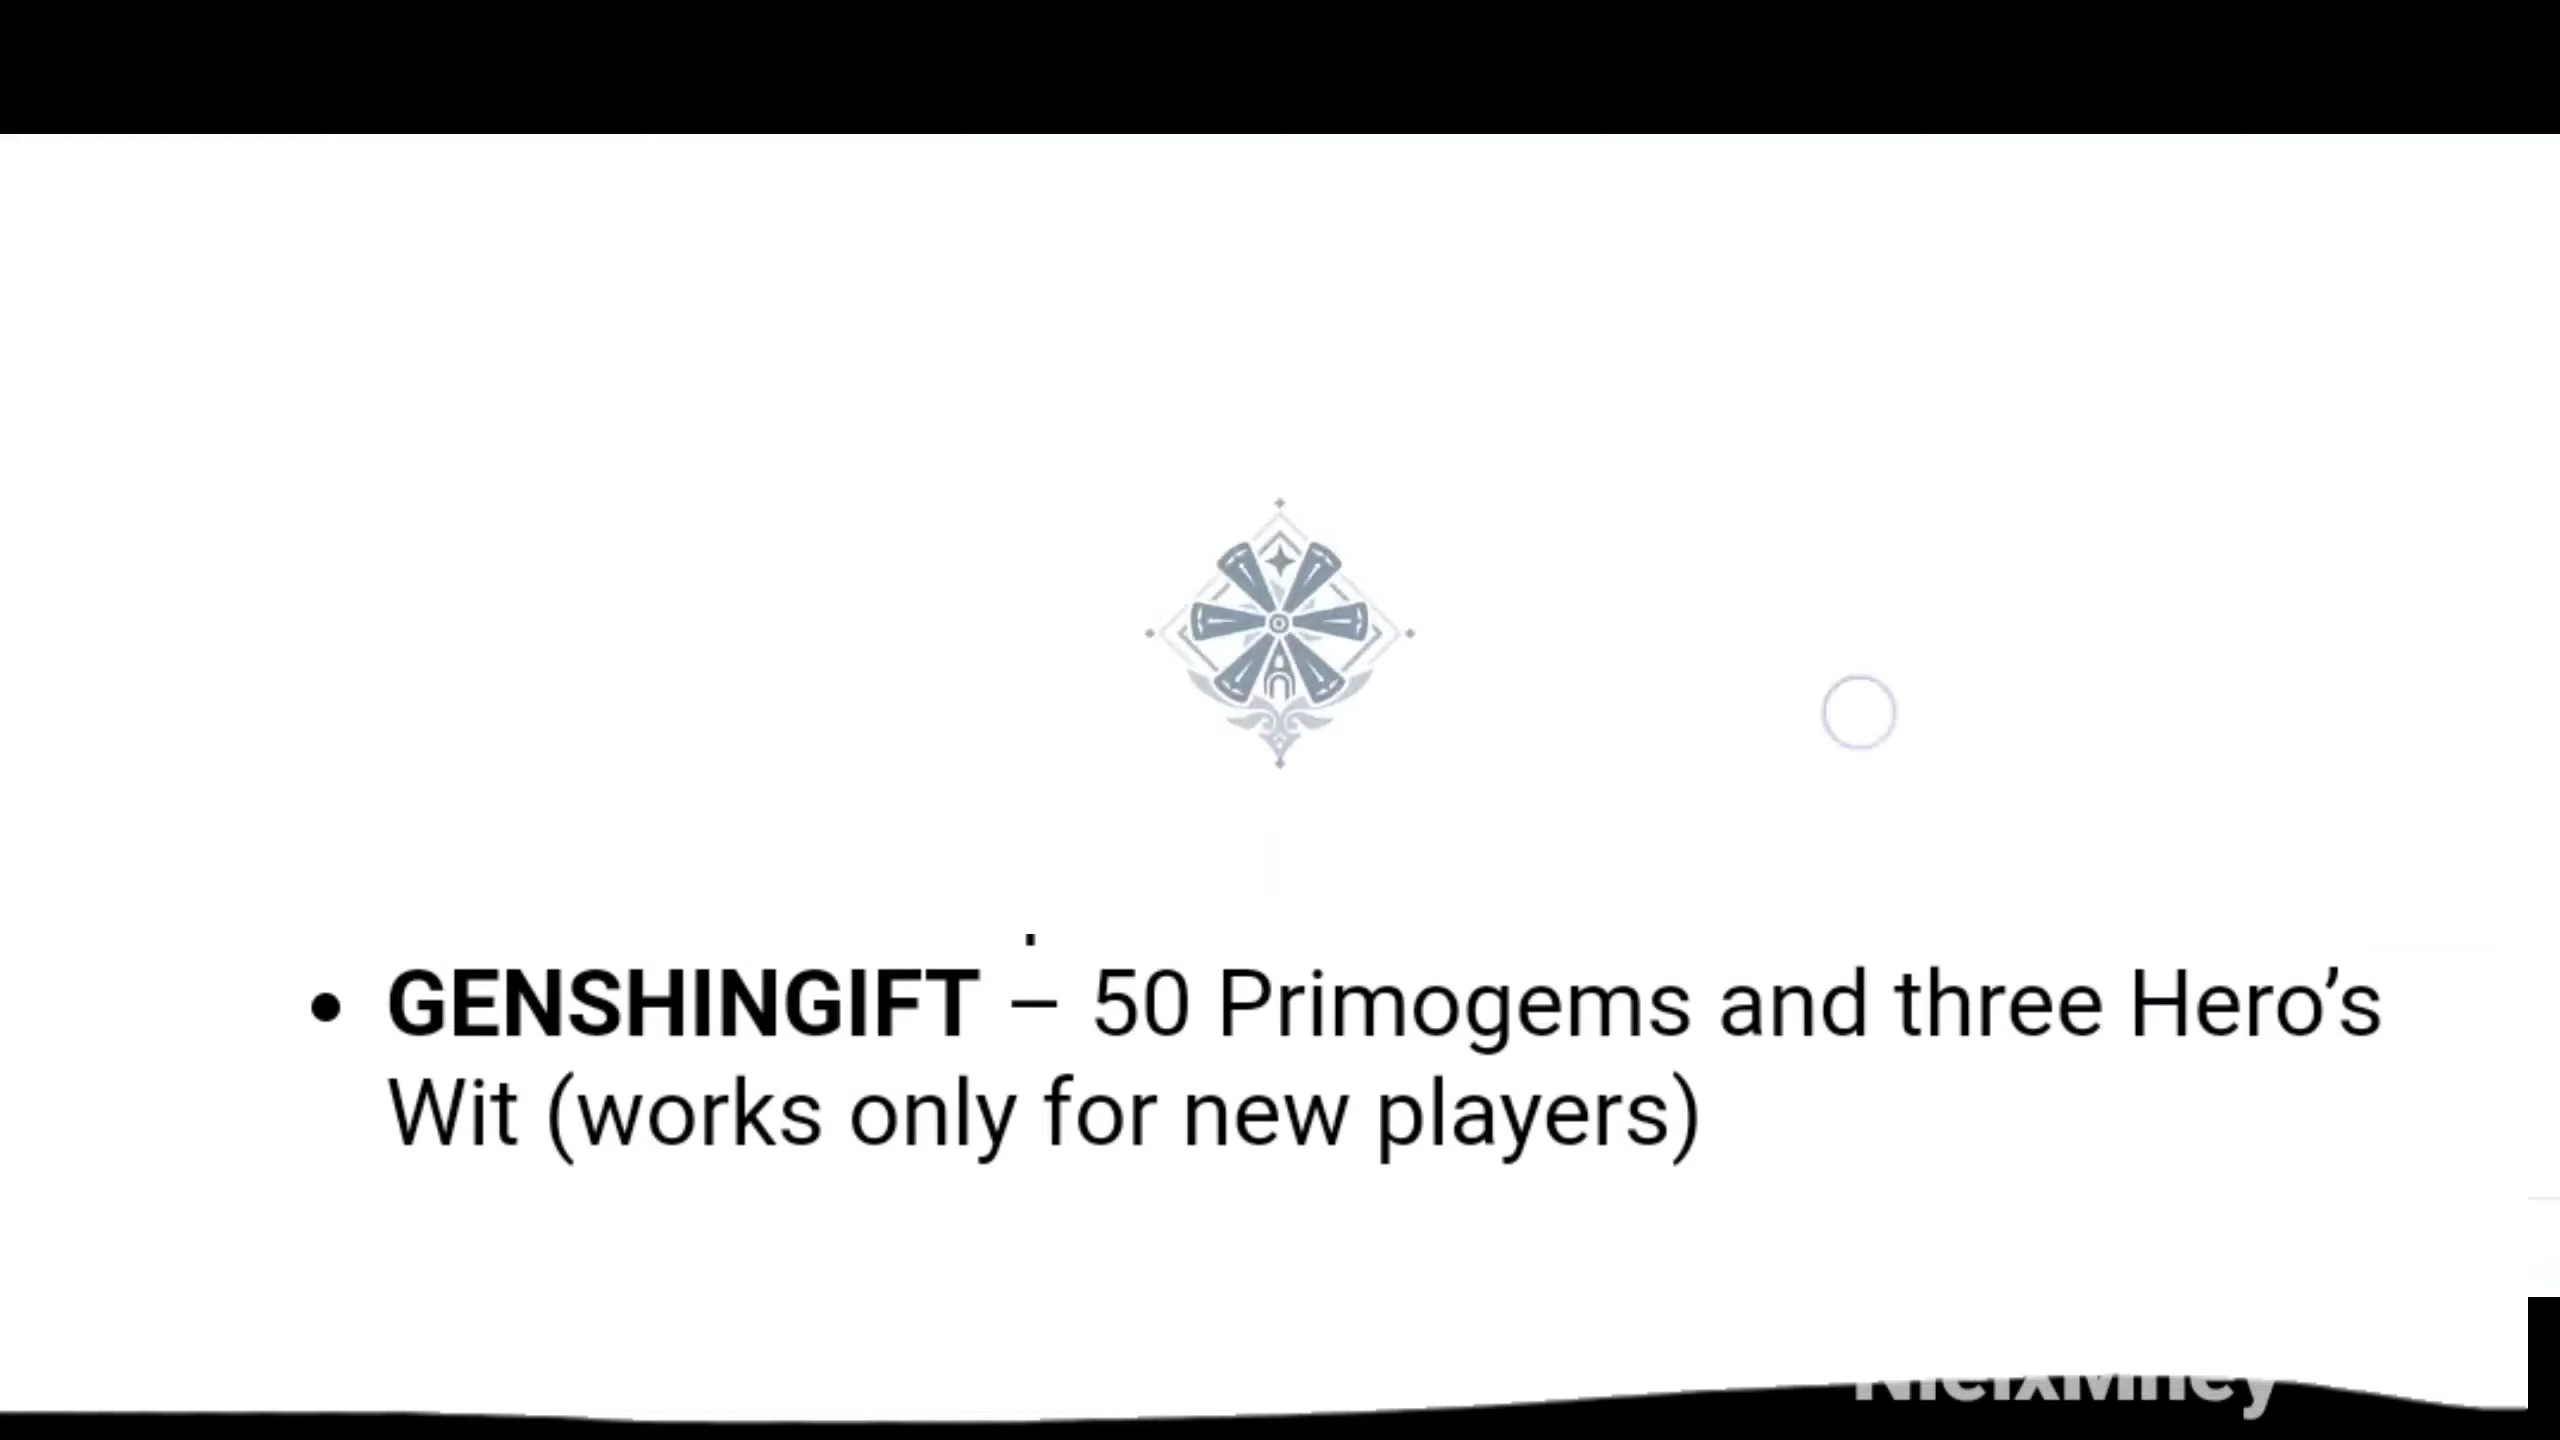 • GENSHINGIFT – 50 Primogems and three Hero’s
Wit (works only for new players)